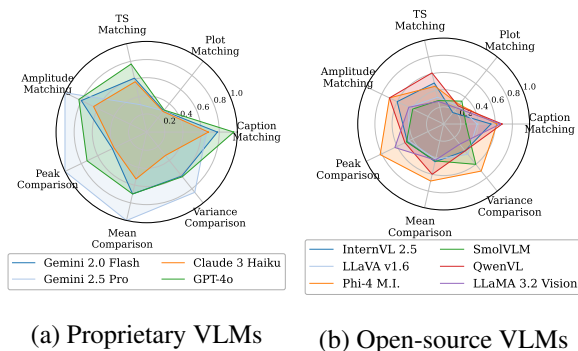 TS
Matching
Plot
Matching
Amplitude
Matching
1.0
0.8
0.6
0.4
0.2
Caption
Matching
Peak
Comparison
Mean
Comparison
Variance
Comparison
Gemini 2.0 Flash
Claude 3 Haiku
Gemini 2.5 Pro
GPT-4o
(a) Proprietary VLMs
TS
Matching
Plot
Matching
Amplitude
Matching
1.0
0.8
0.6
0.4
0.2
Caption
Matching
Peak
Comparison
Mean
Comparison
Variance
Comparison
InternVL 2.5
SmolVLM
LLaVA v1.6
QwenVL
Phi-4 M.I.
LLaMA 3.2 Vision
(b) Open-source VLMs